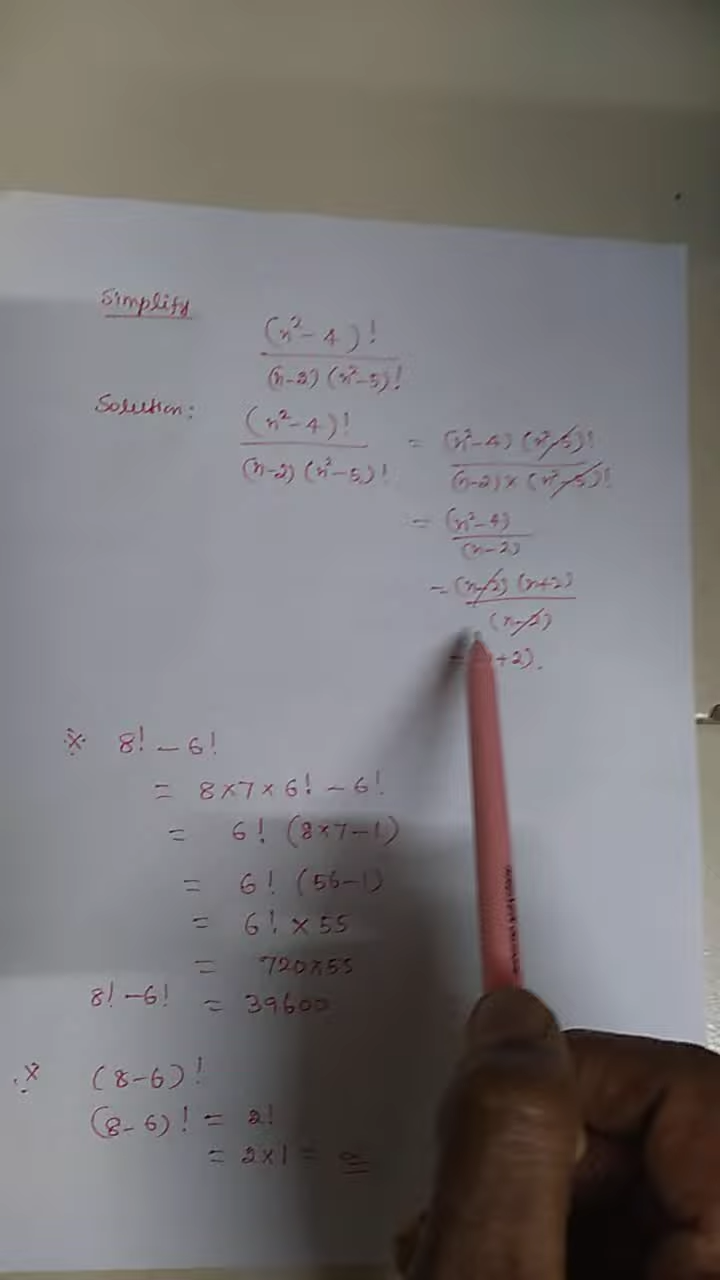 Simplify
(n²-4)!
(n-2) (n²-5)!
Solution:
(n²-4)! = (n²-4) (n²-5)!
(n-2) (n²-5)! (n-2) × (n²-5)!
= (n²-4)
(n-2)
= (n-2) (n+2)
(n-2)
+2).
8! - 6!
= 8×7×6! - 6!
= 6! (8×7-1)
= 6! (56-1)
= 6! × 55
= 720×55
8! - 6! = 39600
(8-6)!
(8-6)! = 2!
= 2×1 = 2